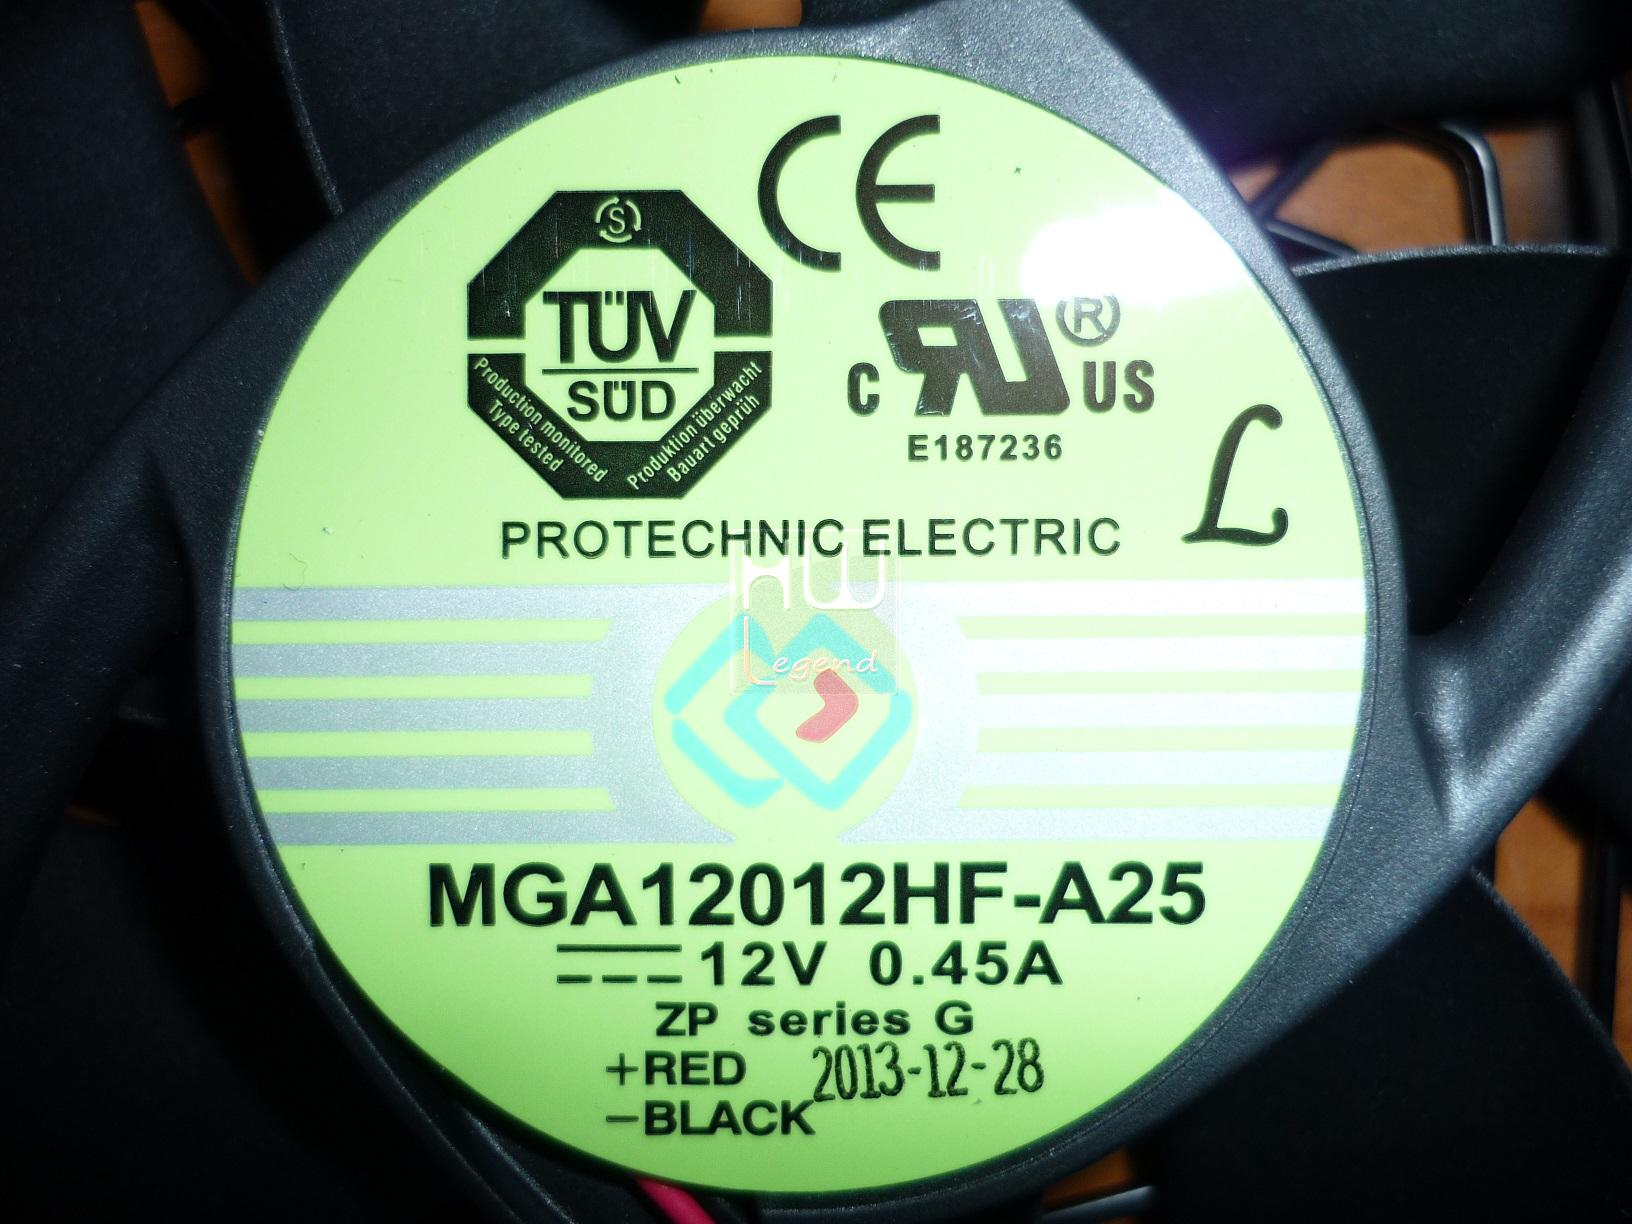 CE
S
TÜV
SÜD
Production monitored
Type tested
Produktion überwacht
Bauart geprüft
C RU® US
E187236
L
PROTECHNIC ELECTRIC
HW
Legend
MGA12012HF-A25
12V 0.45A
ZP series G
+RED 2013-12-28
-BLACK